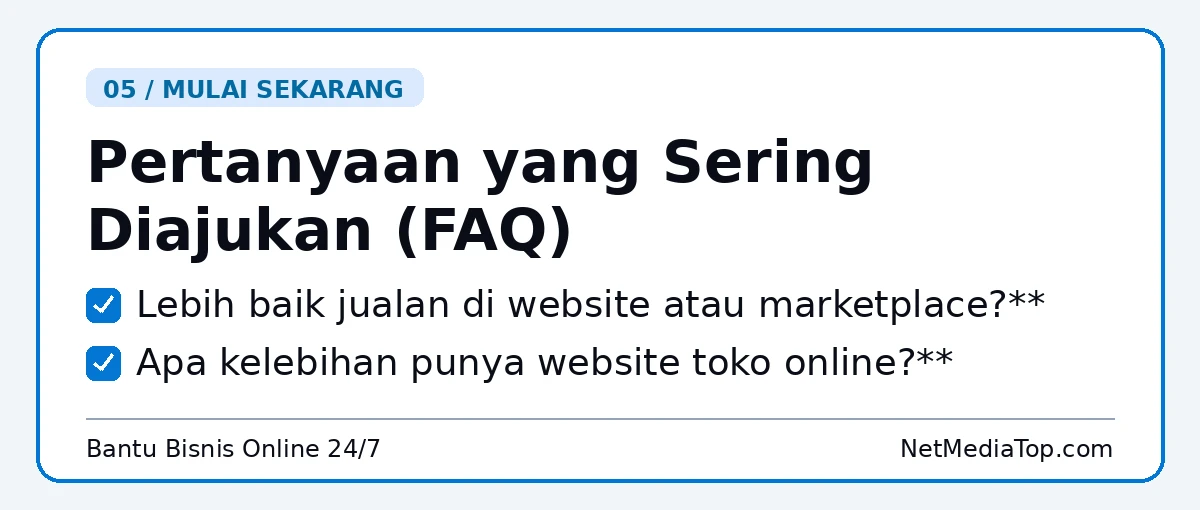 05 / MULAI SEKARANG
Pertanyaan yang Sering
Diajukan (FAQ)
Lebih baik jualan di website atau marketplace?**
Apa kelebihan punya website toko online?**
Bantu Bisnis Online 24/7
NetMediaTop.com